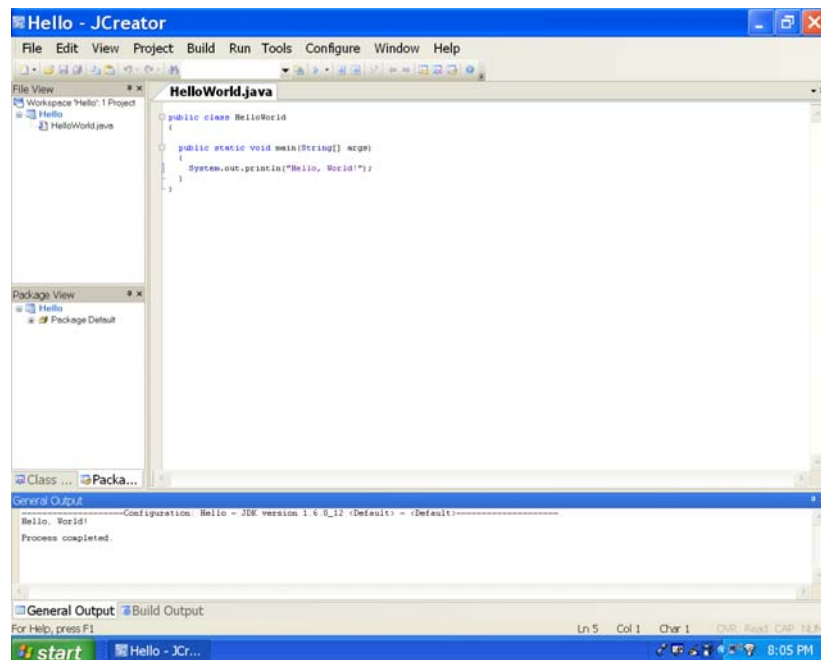 Hello - JCreator
File Edit View Project Build Run Tools Configure Window Help
File View
Workspace 'Hello': 1 Project
Hello
HelloWorld.java
HelloWorld.java
public class HelloWorld
{
public static void main(String[] args)
{
System.out.println("Hello, World!");
}
}
Package View
Hello
Package Default
Class ... Packa...
General Output
--------------------Configuration: Hello - JDK version 1.6.0_12 <Default> - <Default>--------------------
Hello, World!
Process completed.
General Output Build Output
For Help, press F1
Ln 5 Col 1 Char 1 OVR Read CAP NUM
start Hello - JCr... 8:05 PM